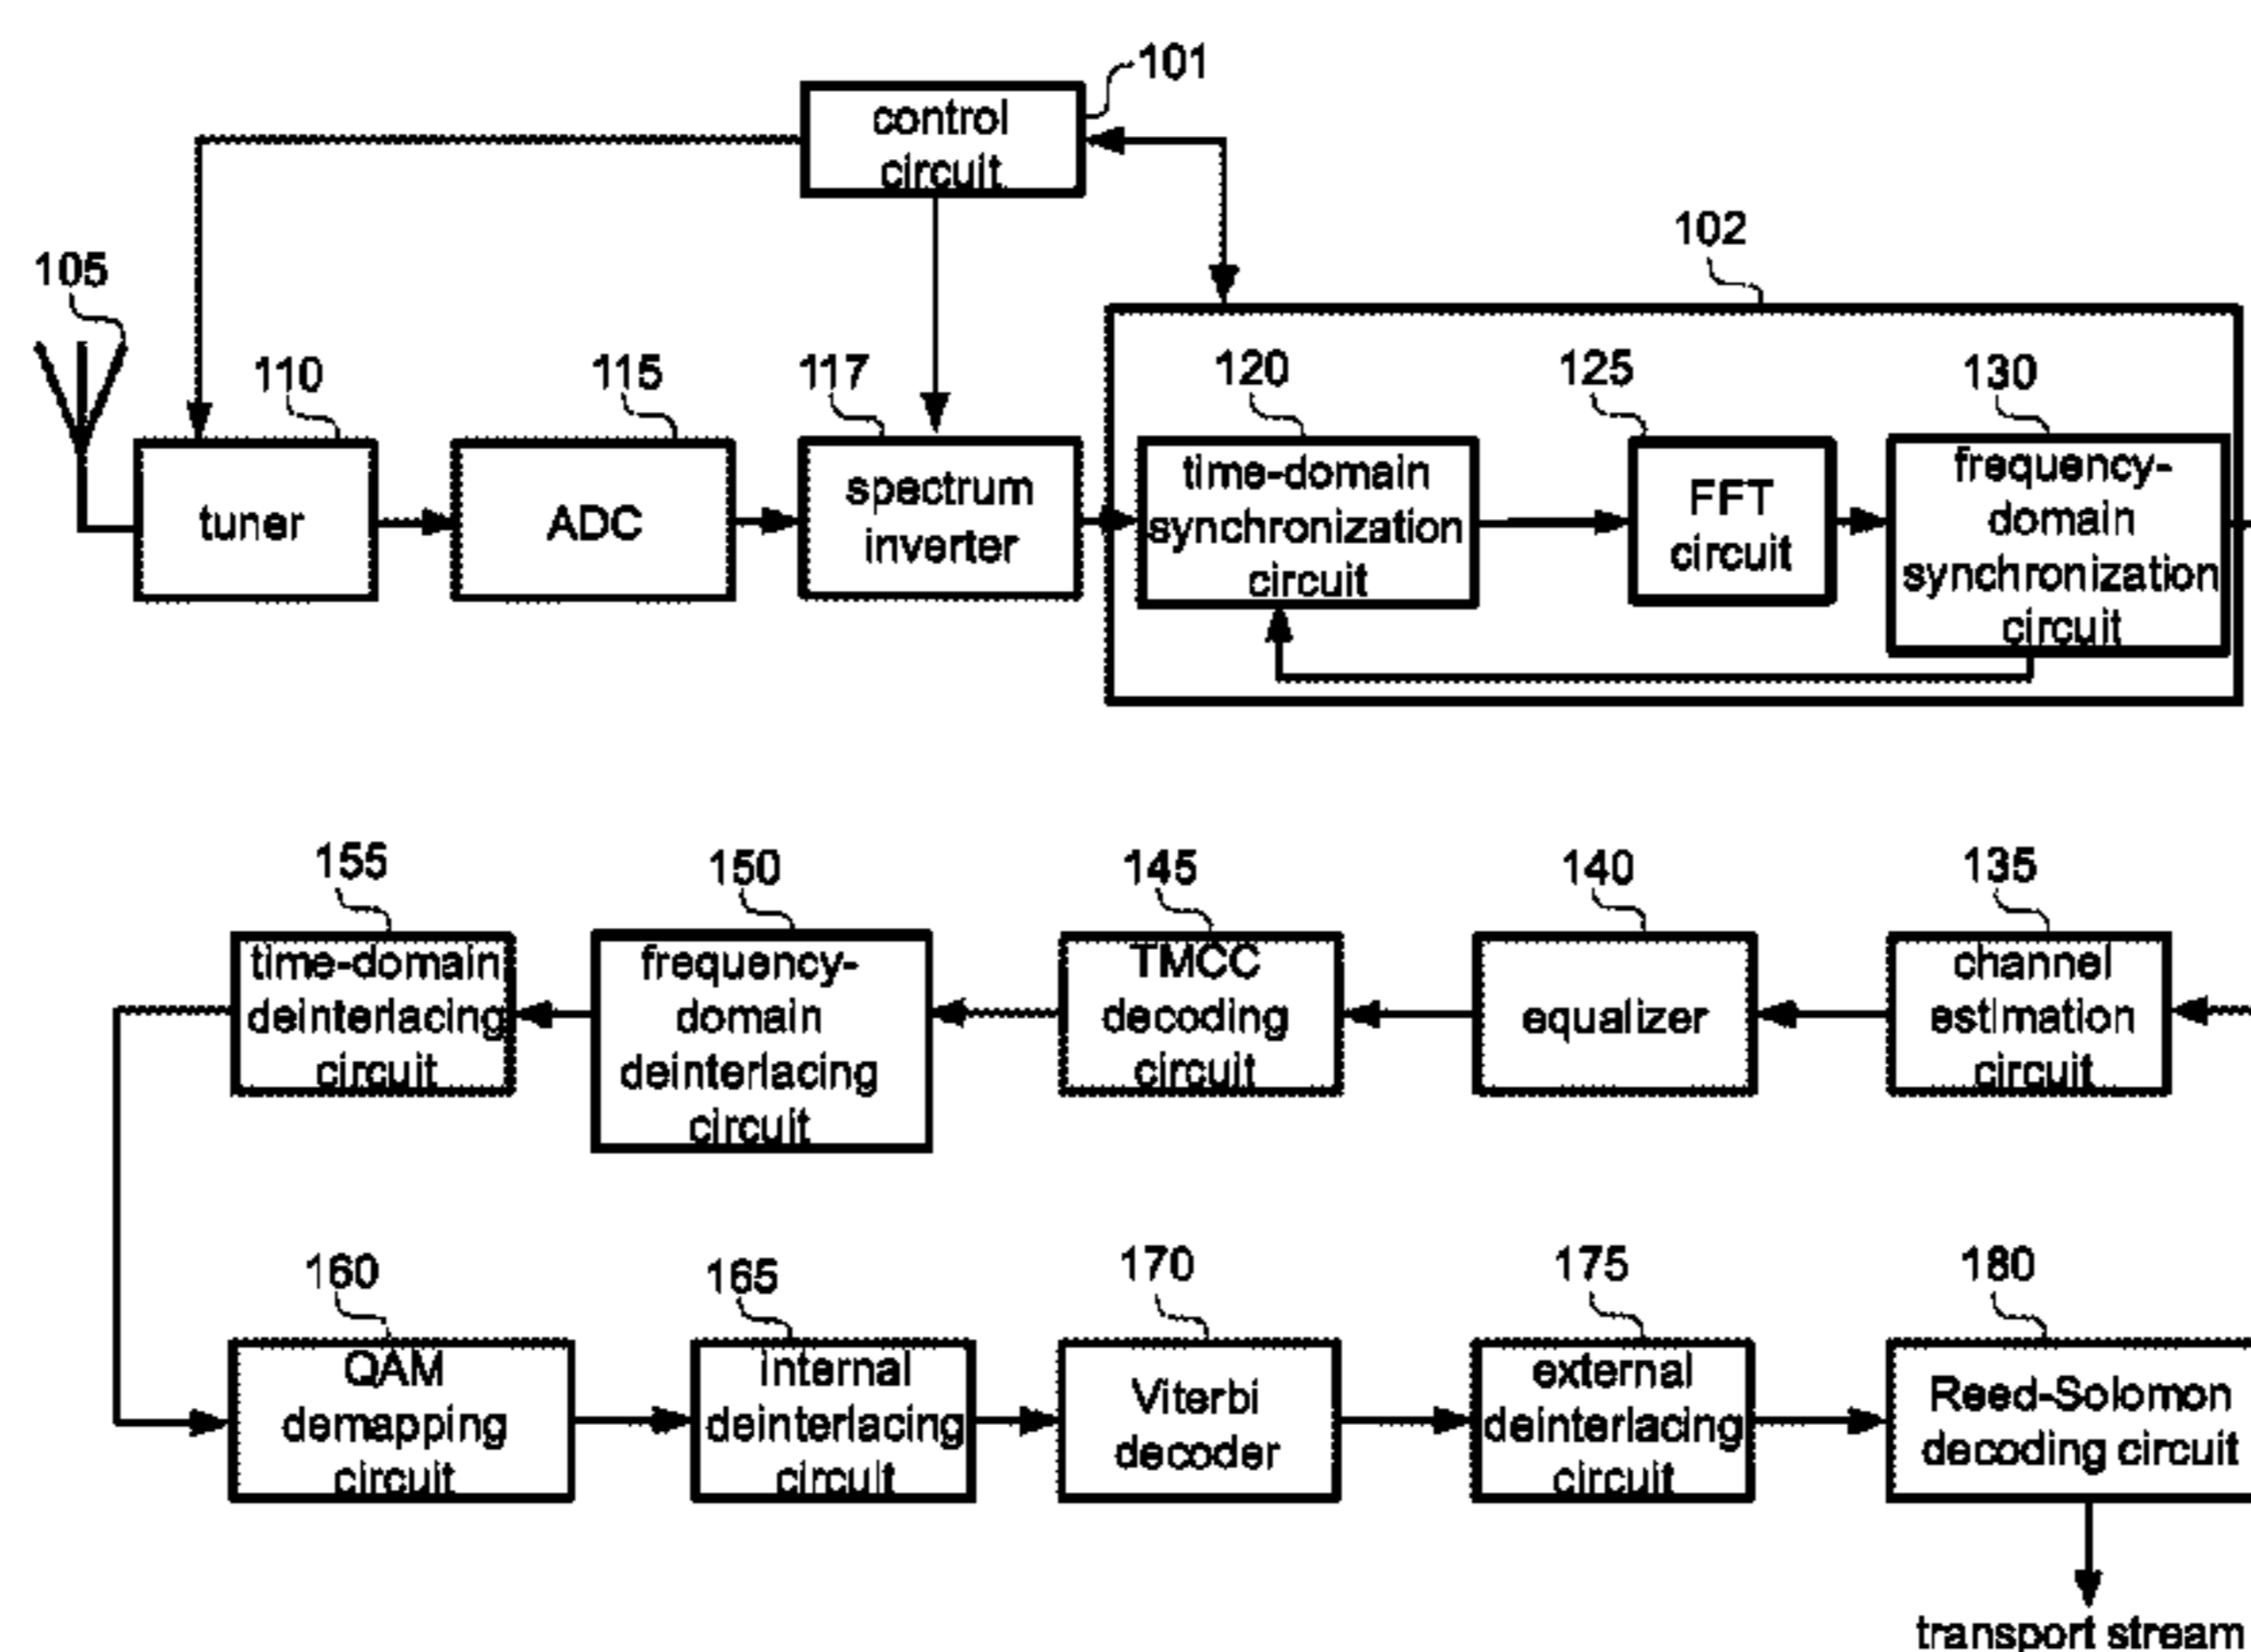 101
control
circuit
102
105
110
115
117
120
125
130
tuner
ADC
spectrum
inverter
time-domain
synchronization
circuit
FFT
circuit
frequency-
domain
synchronization
circuit
155
150
145
140
135
time-domain
deinterlacing
circuit
frequency-
domain
deinterlacing
circuit
TMCC
decoding
circuit
equalizer
channel
estimation
circuit
160
165
170
175
180
QAM
demapping
circuit
internal
deinterlacing
circuit
Viterbi
decoder
external
deinterlacing
circuit
Reed-Solomon
decoding circuit
transport stream